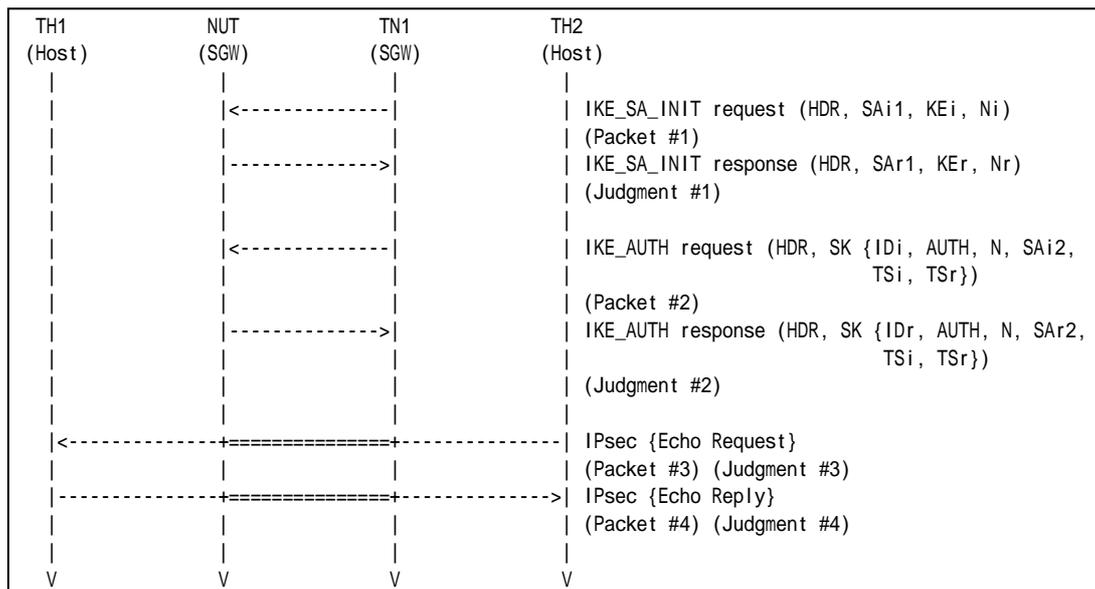 TH1 NUT TN1 TH2
(Host) (SGW) (SGW) (Host)
| | | |
| |<--------------| | IKE_SA_INIT request (HDR, SAi1, KEi, Ni)
| | | | (Packet #1)
| |-------------->| | IKE_SA_INIT response (HDR, SAr1, KEr, Nr)
| | | | (Judgment #1)
| | | |
| |<--------------| | IKE_AUTH request (HDR, SK {IDi, AUTH, N, SAi2,
| | | | TSi, TSr})
| | | | (Packet #2)
| |-------------->| | IKE_AUTH response (HDR, SK {IDr, AUTH, N, SAr2,
| | | | TSi, TSr})
| | | | (Judgment #2)
| | | |
|<--------------+===============+--------------| IPsec {Echo Request}
| | | | (Packet #3) (Judgment #3)
|---------------+===============+------------->| IPsec {Echo Reply}
| | | | (Packet #4) (Judgment #4)
| | | |
V V V V